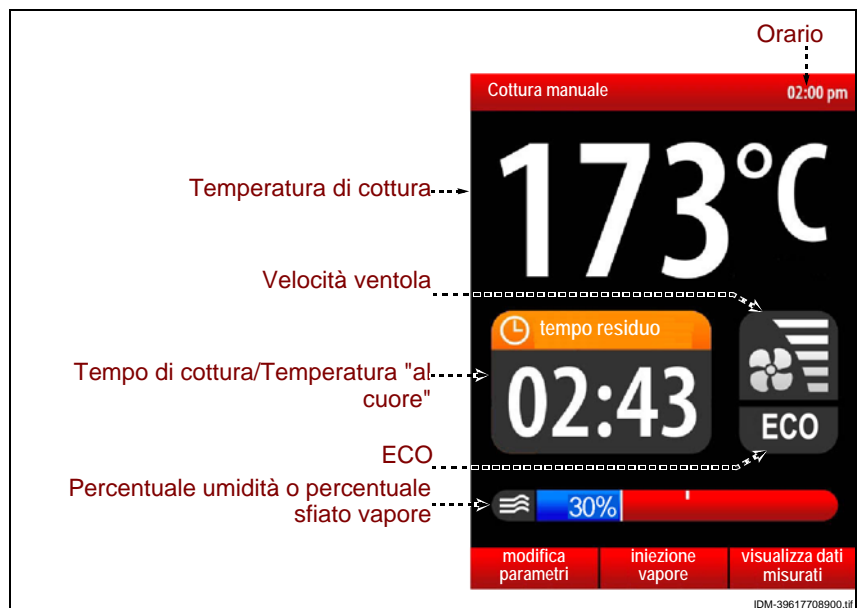 Orario
Cottura manuale 02:00 pm
173°C
Temperatura di cottura
Velocità ventola
tempo residuo
Tempo di cottura/Temperatura "al
cuore"
02:43
ECO
ECO
Percentuale umidità o percentuale
sfiato vapore
30%
modifica
parametri
iniezione
vapore
visualizza dati
misurati
IDM-39617708900.tif